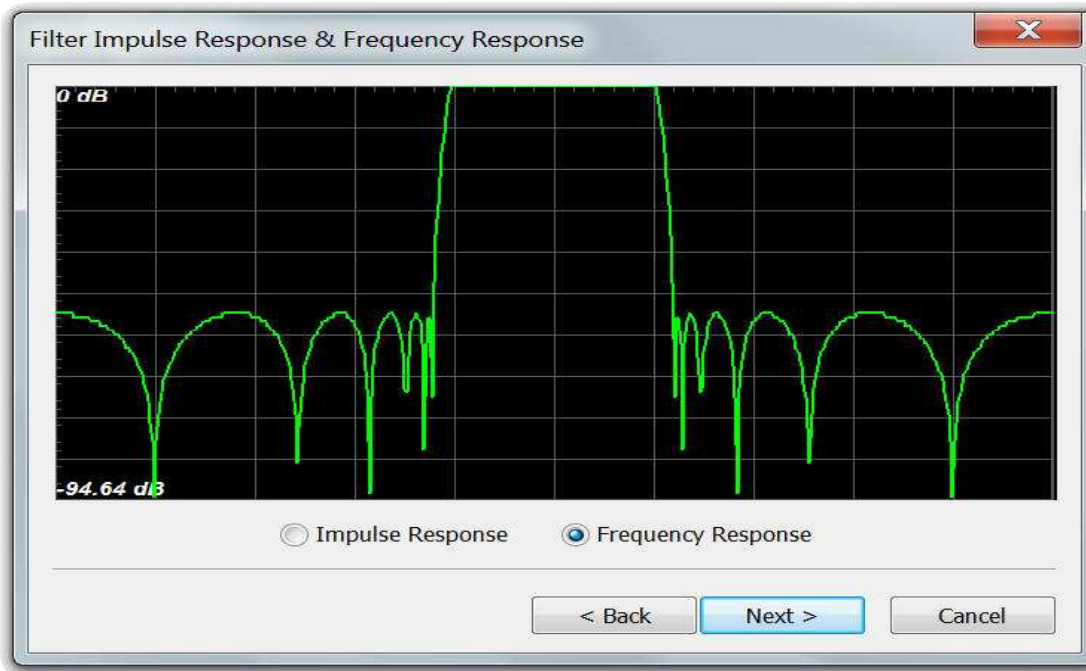 Filter Impulse Response & Frequency Response
0 dB
-94.64 dB
Impulse Response
Frequency Response
< Back
Next >
Cancel